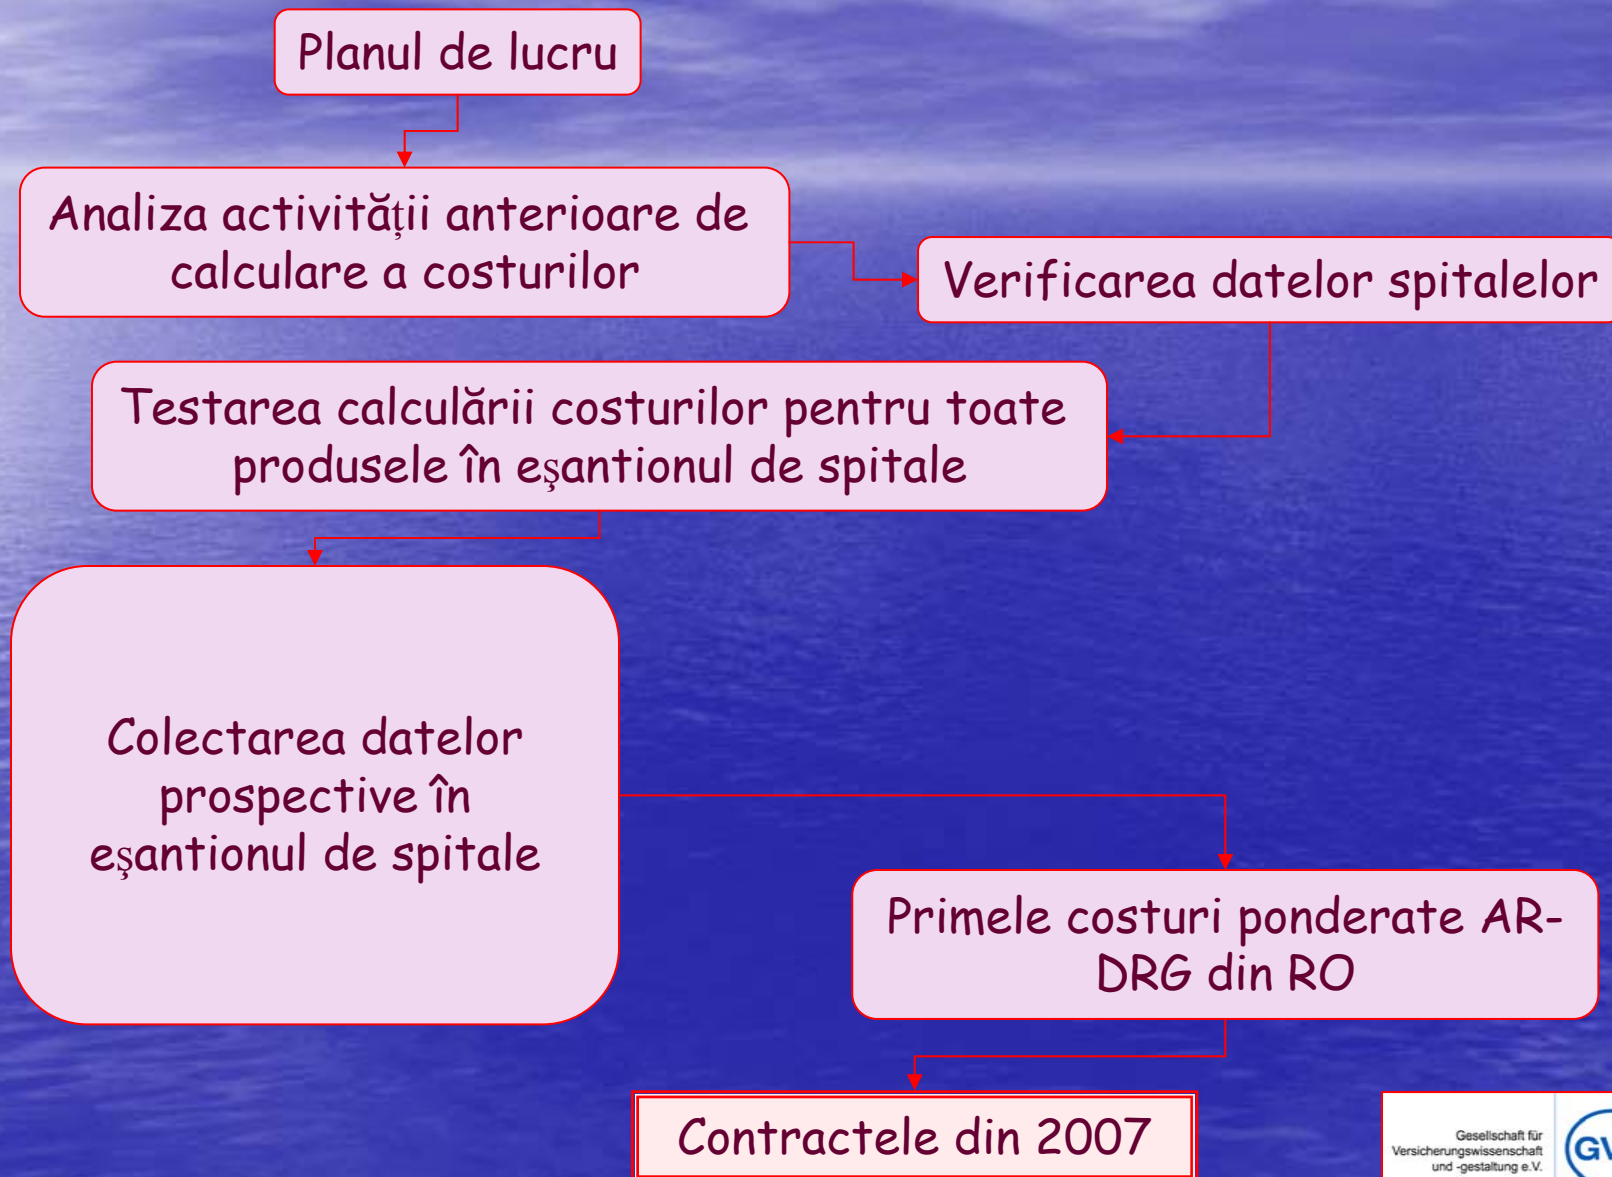 Planul de lucru
Analiza activității anterioare de
calculare a costurilor
Verificarea datelor spitalelor
Testarea calculării costurilor pentru toate
produsele în eşantionul de spitale
Colectarea datelor
prospective în
eşantionul de spitale
Primele costuri ponderate AR-
DRG din RO
Contractele din 2007
Gesellschaft für
Versicherungswissenschaft
und -gestaltung e.V.